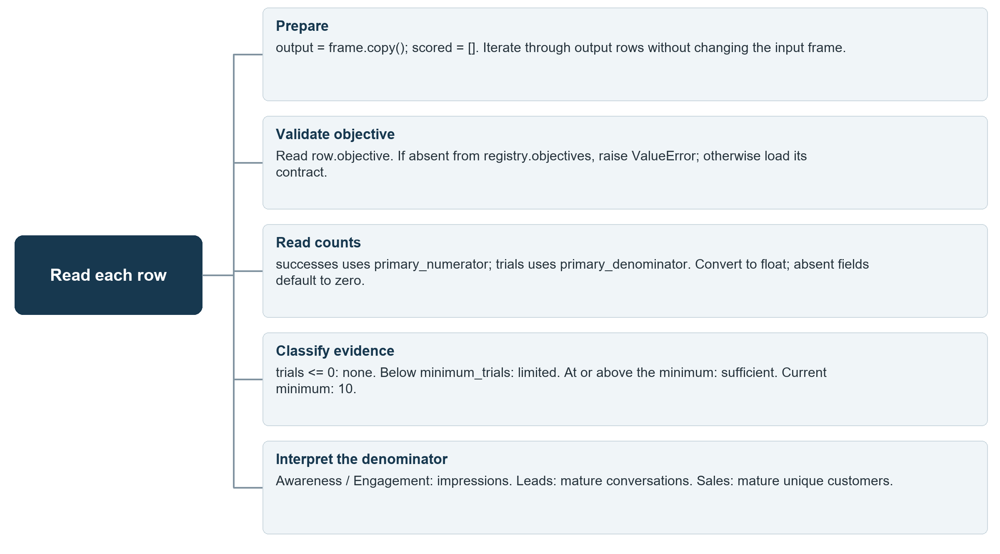 Prepare
output = frame.copy(); scored = []. Iterate through output rows without changing the input frame.
Validate objective
Read row.objective. If absent from registry.objectives, raise ValueError; otherwise load its
contract.
Read each row
Read counts
successes uses primary_numerator; trials uses primary_denominator. Convert to float; absent fields
default to zero.
Classify evidence
trials <= 0: none. Below minimum_trials: limited. At or above the minimum: sufficient. Current
minimum: 10.
Interpret the denominator
Awareness / Engagement: impressions. Leads: mature conversations. Sales: mature unique customers.